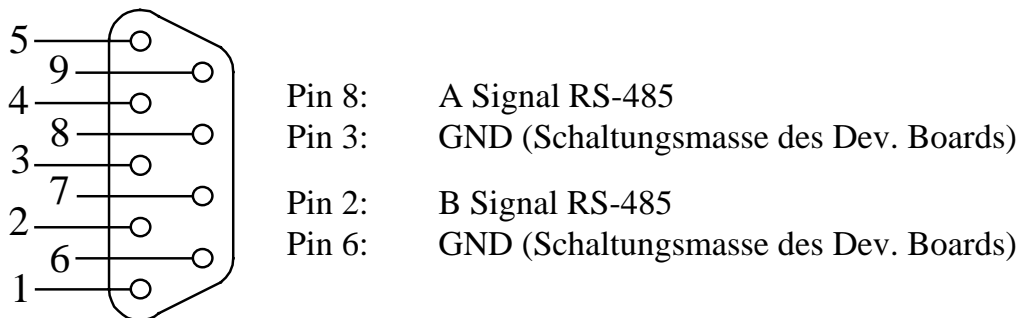 5
9
4
8
3
7
2
6
1
Pin 8: A Signal RS-485
Pin 3: GND (Schaltungsmasse des Dev. Boards)
Pin 2: B Signal RS-485
Pin 6: GND (Schaltungsmasse des Dev. Boards)